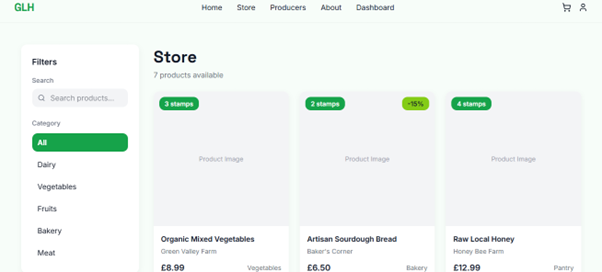 GLH
Home Store Producers About Dashboard
Filters
Search
Search products...
Category
All
Dairy
Vegetables
Fruits
Bakery
Meat
Store
7 products available
3 stamps
Product Image
Organic Mixed Vegetables
Green Valley Farm
£8.99 Vegetables
2 stamps -15%
Product Image
Artisan Sourdough Bread
Baker's Corner
£6.50 Bakery
4 stamps
Product Image
Raw Local Honey
Honey Bee Farm
£12.99 Pantry